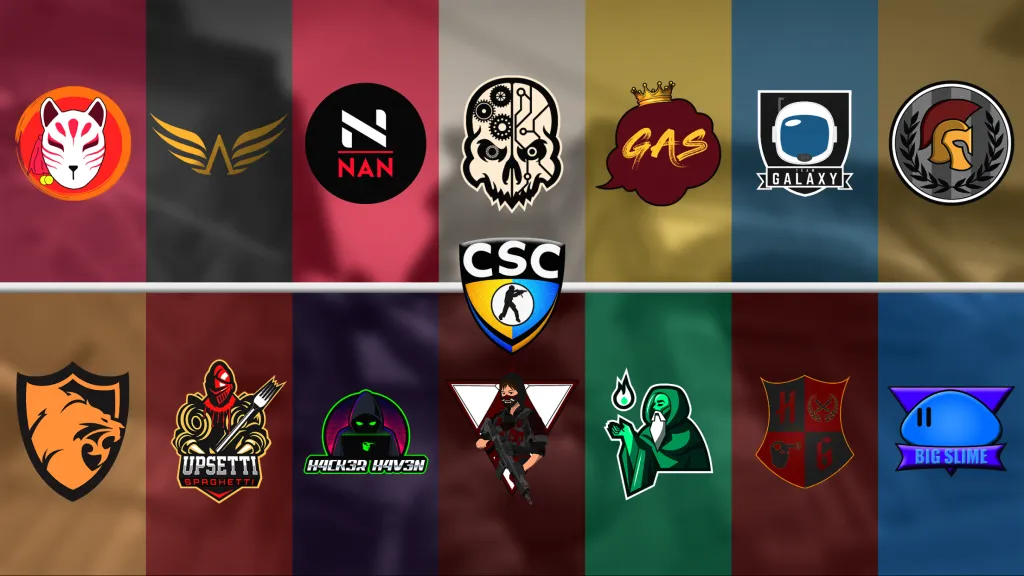 N
NAN
GAS
GALAXY
CSC
UPSETTI
SPAGHETTI
H4CK3R H4V3N
H
G
BIG SLIME